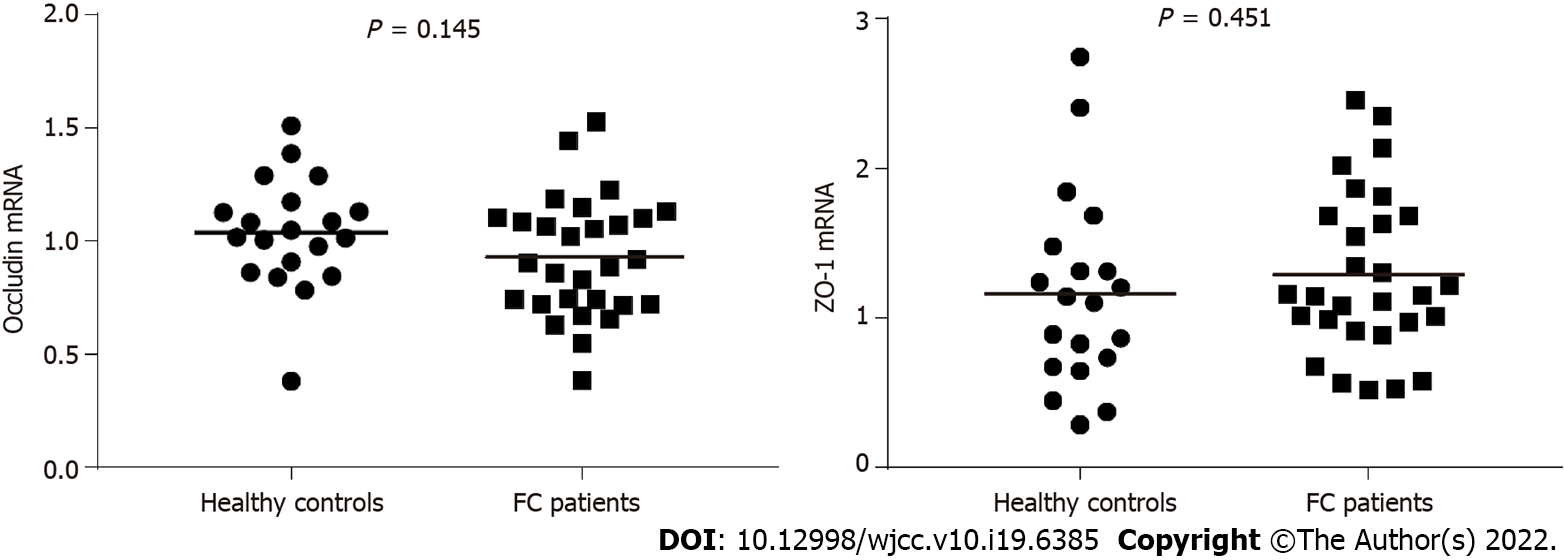 P = 0.145
2.0
1.5
1.0
0.5
0.0
Occludin mRNA
Healthy controls FC patients
P = 0.451
3
2
1
0
ZO-1 mRNA
Healthy controls FC patients
DOI: 10.12998/wjcc.v10.i19.6385 Copyright ©The Author(s) 2022.